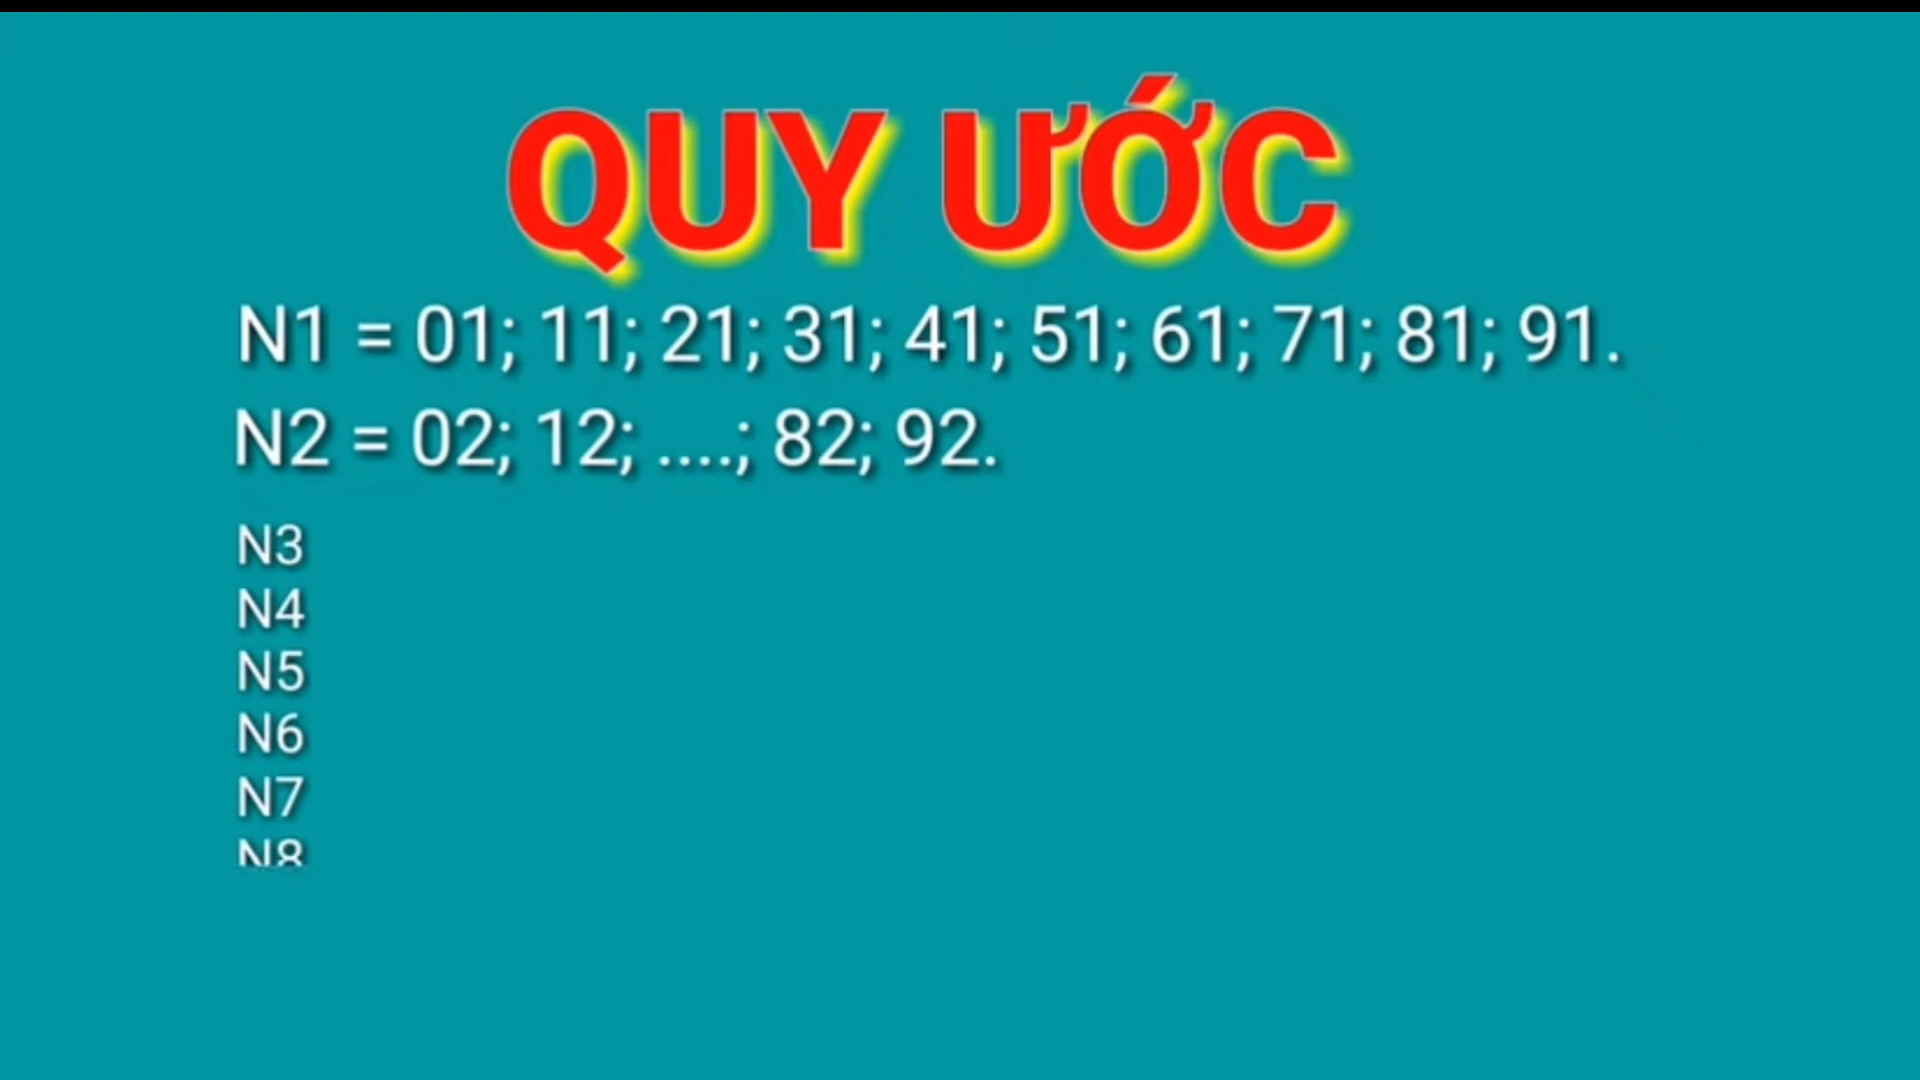 QUY ƯỚC
N1 = 01; 11; 21; 31; 41; 51; 61; 71; 81; 91.
N2 = 02; 12; ....; 82; 92.
N3
N4
N5
N6
N7
N8